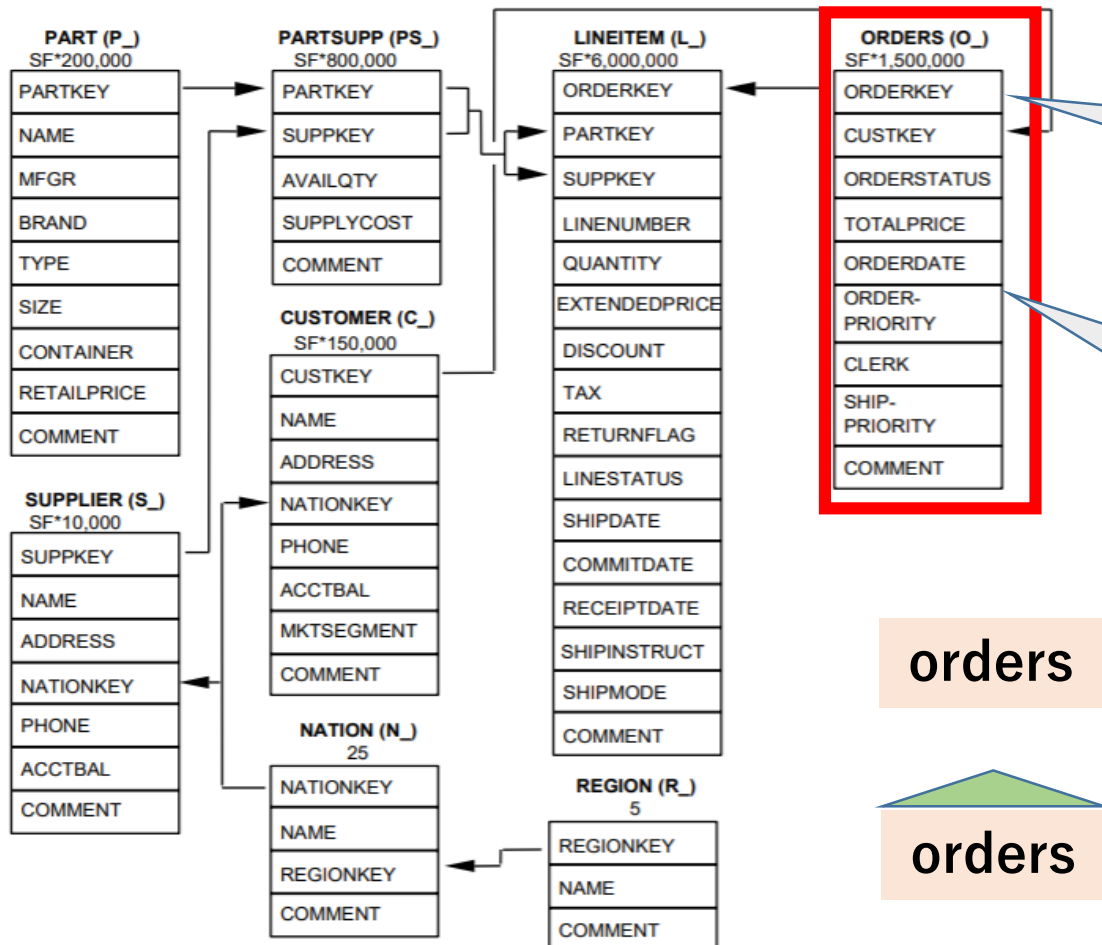 PART (P_)
SF*200,000
PARTKEY
NAME
MFGR
BRAND
TYPE
SIZE
CONTAINER
RETAILPRICE
COMMENT
SUPPLIER (S_)
SF*10,000
SUPPKEY
NAME
ADDRESS
NATIONKEY
PHONE
ACCTBAL
COMMENT
PARTSUPP (PS_)
SF*800,000
PARTKEY
SUPPKEY
AVAILQTY
SUPPLYCOST
COMMENT
CUSTOMER (C_)
SF*150,000
CUSTKEY
NAME
ADDRESS
NATIONKEY
PHONE
ACCTBAL
MKTSEGMENT
COMMENT
NATION (N_)
25
NATIONKEY
NAME
REGIONKEY
COMMENT
LINEITEM (L_)
SF*6,000,000
ORDERKEY
PARTKEY
SUPPKEY
LINENUMBER
QUANTITY
EXTENDEDPRICE
DISCOUNT
TAX
RETURNFLAG
LINESTATUS
SHIPDATE
COMMITDATE
RECEIPTDATE
SHIPINSTRUCT
SHIPMODE
COMMENT
REGION (R_)
5
REGIONKEY
NAME
COMMENT
ORDERS (O_)
SF*1,500,000
ORDERKEY
CUSTKEY
ORDERSTATUS
TOTALPRICE
ORDERDATE
ORDER-
PRIORITY
CLERK
SHIP-
PRIORITY
COMMENT
orders
orders